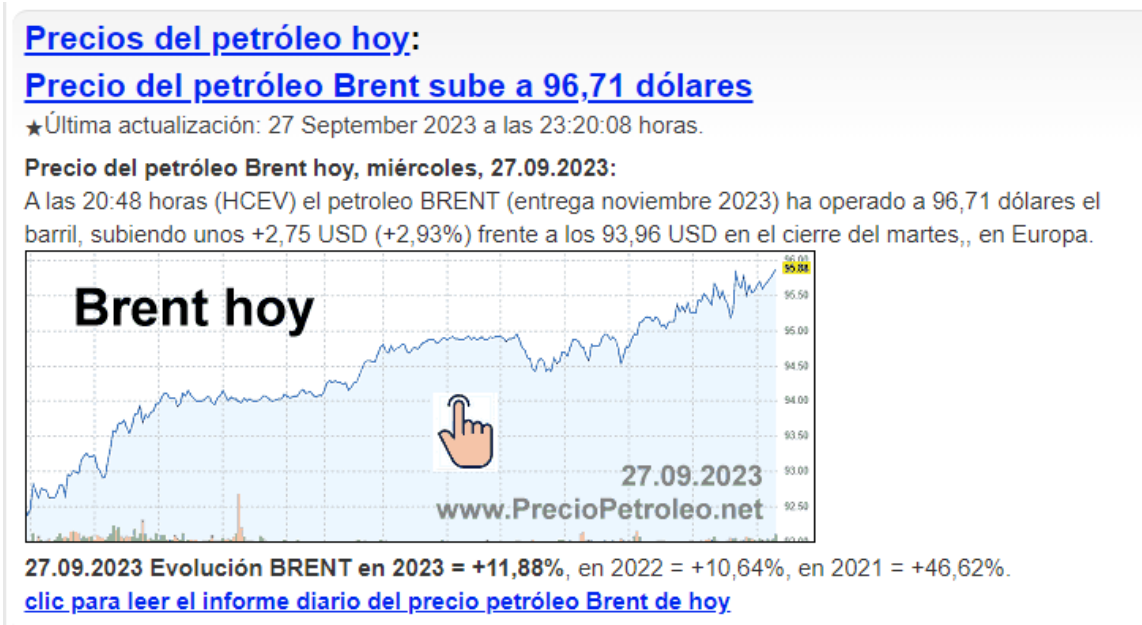 Precios del petróleo hoy:
Precio del petróleo Brent sube a 96,71 dólares
★Última actualización: 27 September 2023 a las 23:20:08 horas.
Precio del petróleo Brent hoy, miércoles, 27.09.2023:
A las 20:48 horas (HCEV) el petroleo BRENT (entrega noviembre 2023) ha operado a 96,71 dólares el
barril, subiendo unos +2,75 USD (+2,93%) frente a los 93,96 USD en el cierre del martes,, en Europa.
Brent hoy
96.00
95.88
95.50
95.00
94.50
94.00
93.50
93.00
92.50
92.00
27.09.2023
www.PrecioPetroleo.net
27.09.2023 Evolución BRENT en 2023 = +11,88%, en 2022 = +10,64%, en 2021 = +46,62%.
clic para leer el informe diario del precio petróleo Brent de hoy